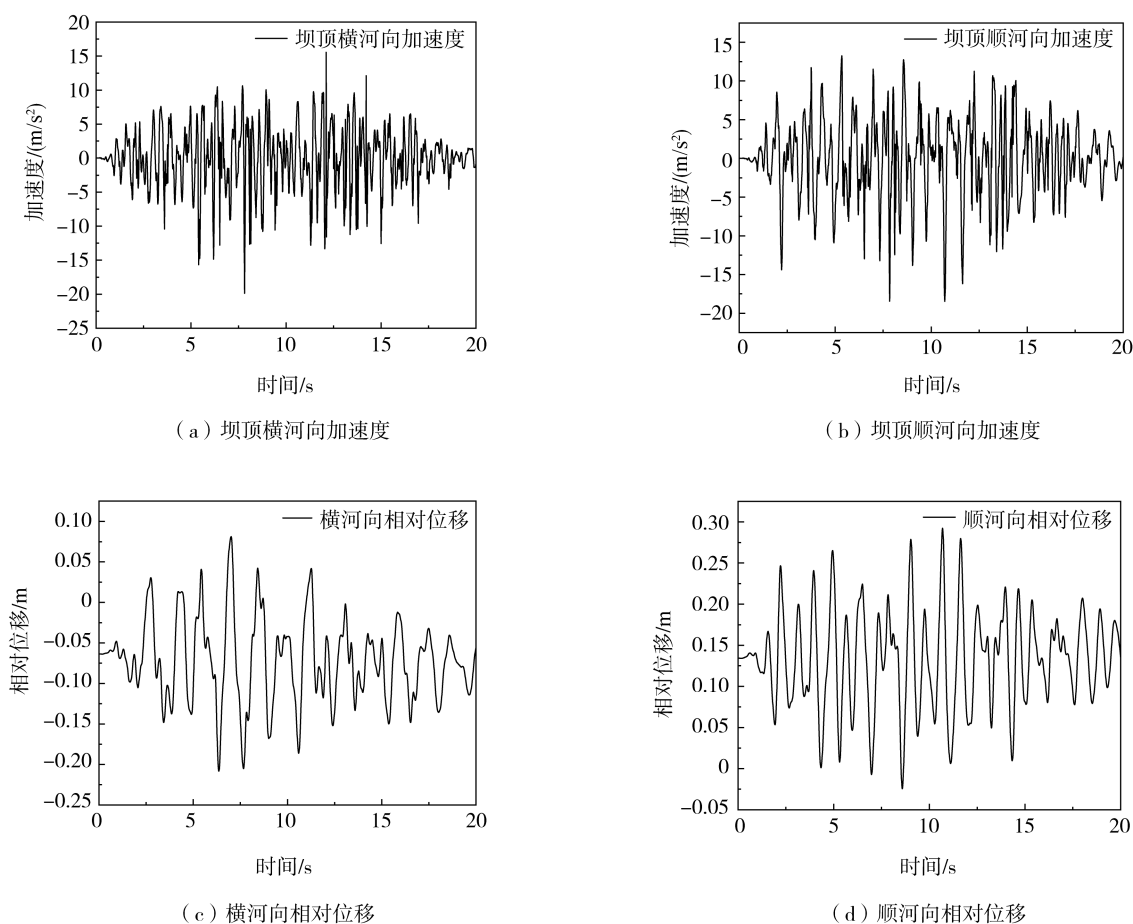 坝顶横河向加速度
20
15
10
5
0
-5
-10
-15
-20
-25
加速度/(m/s²)
0 5 10 15 20
时间/s
(a)坝顶横河向加速度
坝顶顺河向加速度
20
15
10
5
0
-5
-10
-15
-20
加速度/(m/s²)
0 5 10 15 20
时间/s
(b)坝顶顺河向加速度
横河向相对位移
0.10
0.05
0
-0.05
-0.10
-0.15
-0.20
-0.25
相对位移/m
0 5 10 15 20
时间/s
(c)横河向相对位移
顺河向相对位移
0.30
0.25
0.20
0.15
0.10
0.05
0
-0.05
相对位移/m
0 5 10 15 20
时间/s
(d)顺河向相对位移